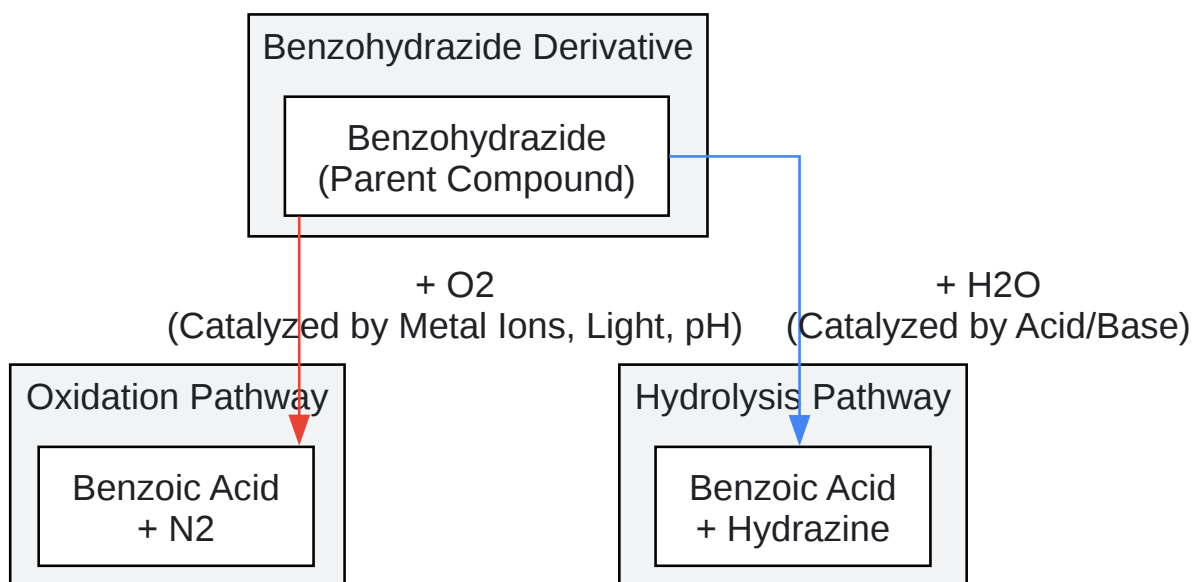 Benzohydrazide Derivative
Benzohydrazide
(Parent Compound)
+ O2
(Catalyzed by Metal Ions, Light, pH)
+ H2O
(Catalyzed by Acid/Base)
Oxidation Pathway
Benzoic Acid
+ N2
Hydrolysis Pathway
Benzoic Acid
+ Hydrazine